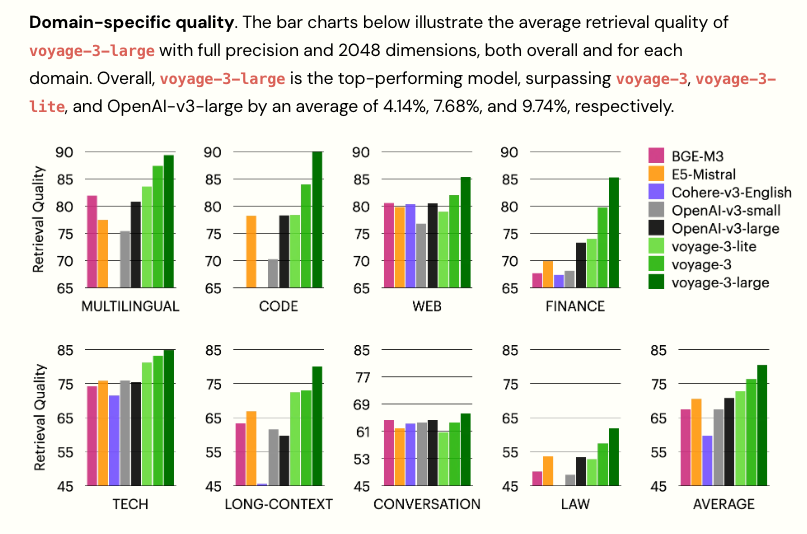 Domain-specific quality. The bar charts below illustrate the average retrieval quality of
voyage-3-large with full precision and 2048 dimensions, both overall and for each
domain. Overall, voyage-3-large is the top-performing model, surpassing voyage-3, voyage-3-
lite, and OpenAI-v3-large by an average of 4.14%, 7.68%, and 9.74%, respectively.
Retrieval Quality
90
85
80
75
70
65
MULTILINGUAL
90
85
80
75
70
65
CODE
90
85
80
75
70
65
WEB
90
85
80
75
70
65
FINANCE
BGE-M3
E5-Mistral
Cohere-v3-English
OpenAI-v3-small
OpenAI-v3-large
voyage-3-lite
voyage-3
voyage-3-large
Retrieval Quality
85
75
65
55
45
TECH
85
75
65
55
45
LONG-CONTEXT
85
77
69
61
53
45
CONVERSATION
85
75
65
55
45
LAW
85
75
65
55
45
AVERAGE